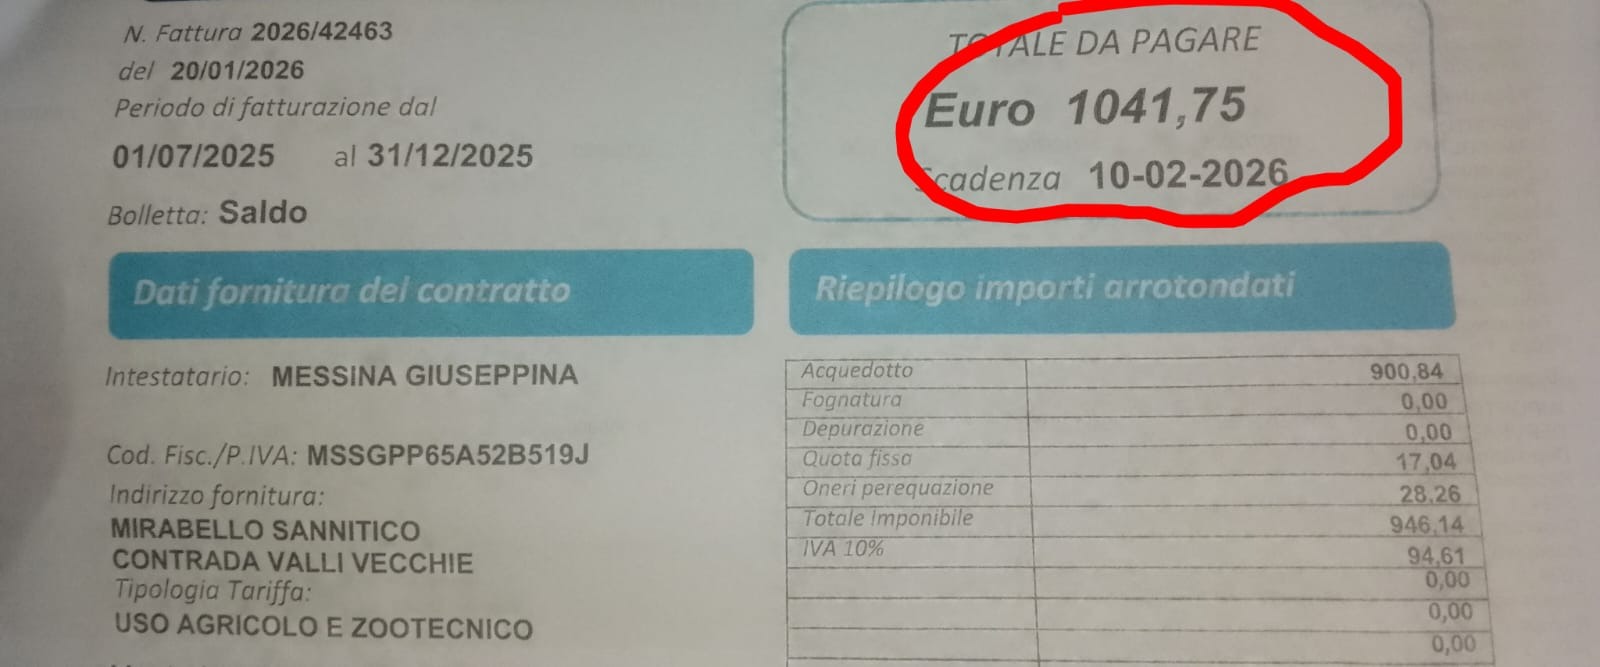 N. Fattura 2026/42463
del 20/01/2026
Periodo di fatturazione dal
01/07/2025 al 31/12/2025
Bolletta: Saldo
TOTALE DA PAGARE
Euro 1041,75
Scadenza 10-02-2026
Dati fornitura del contratto
Intestatario: MESSINA GIUSEPPINA
Cod. Fisc./P.IVA: MSSGPP65A52B519J
Indirizzo fornitura:
MIRABELLO SANNITICO
CONTRADA VALLI VECCHIE
Tipologia Tariffa:
USO AGRICOLO E ZOOTECNICO
Riepilogo importi arrotondati
Acquedotto 900,84
Fognatura 0,00
Depurazione 0,00
Quota fissa 17,04
Oneri perequazione 28,26
Totale Imponibile 946,14
IVA 10% 94,61
0,00
0,00
0,00